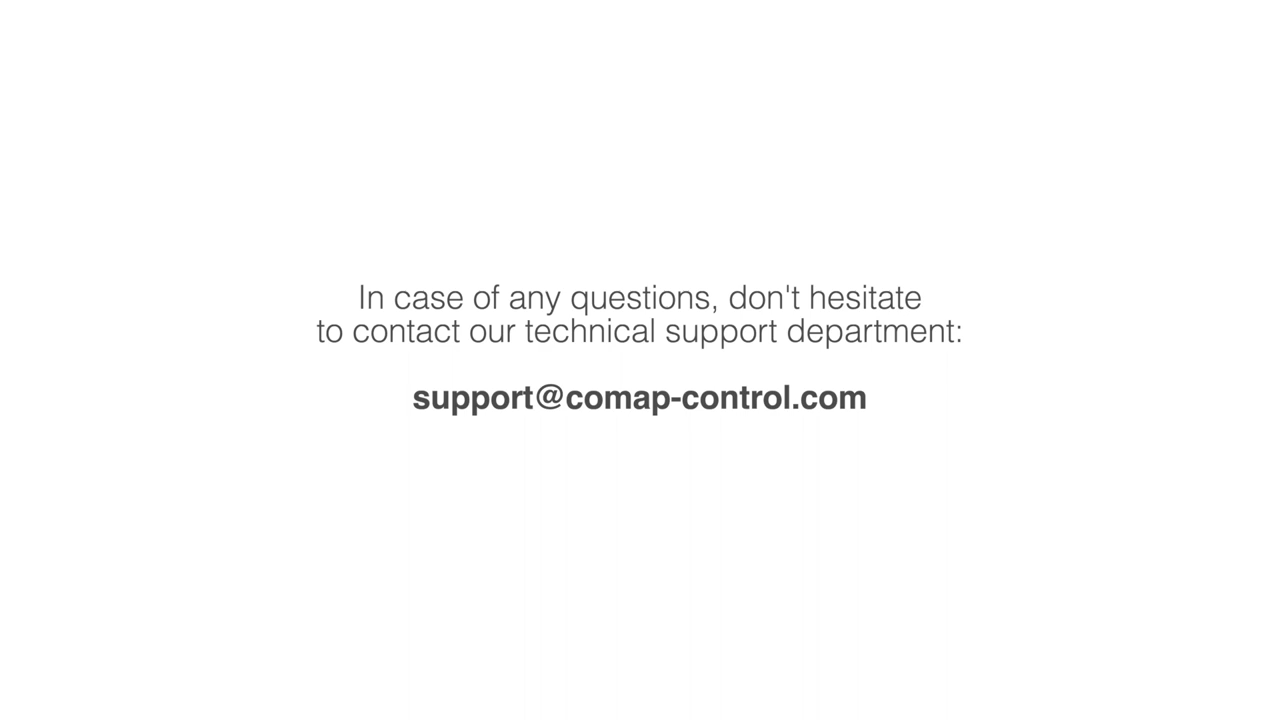 In case of any questions, don't hesitate
to contact our technical support department:
support@comap-control.com